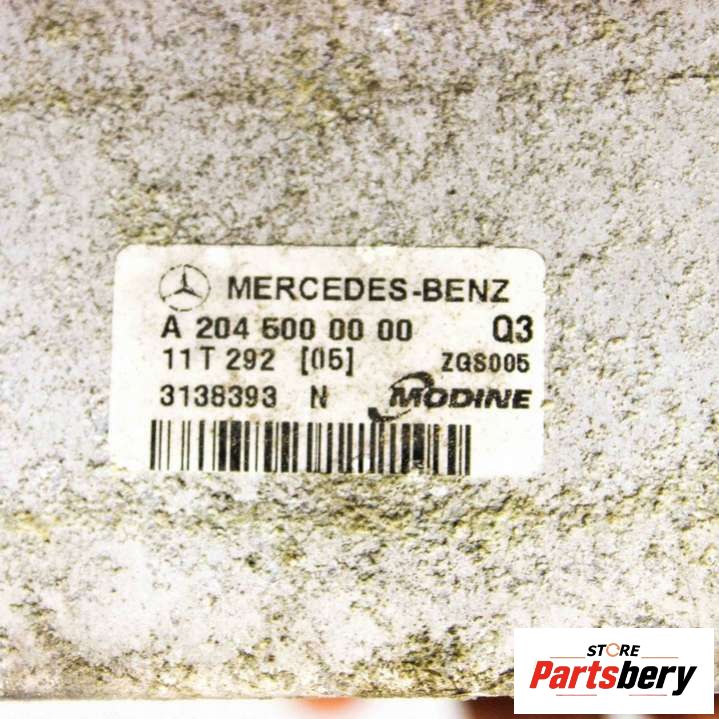 MERCEDES-BENZ
A 204 500 00 00 Q3
11T 292 [05] ZGS005
3138393 N MODINE
STORE
Partsbery